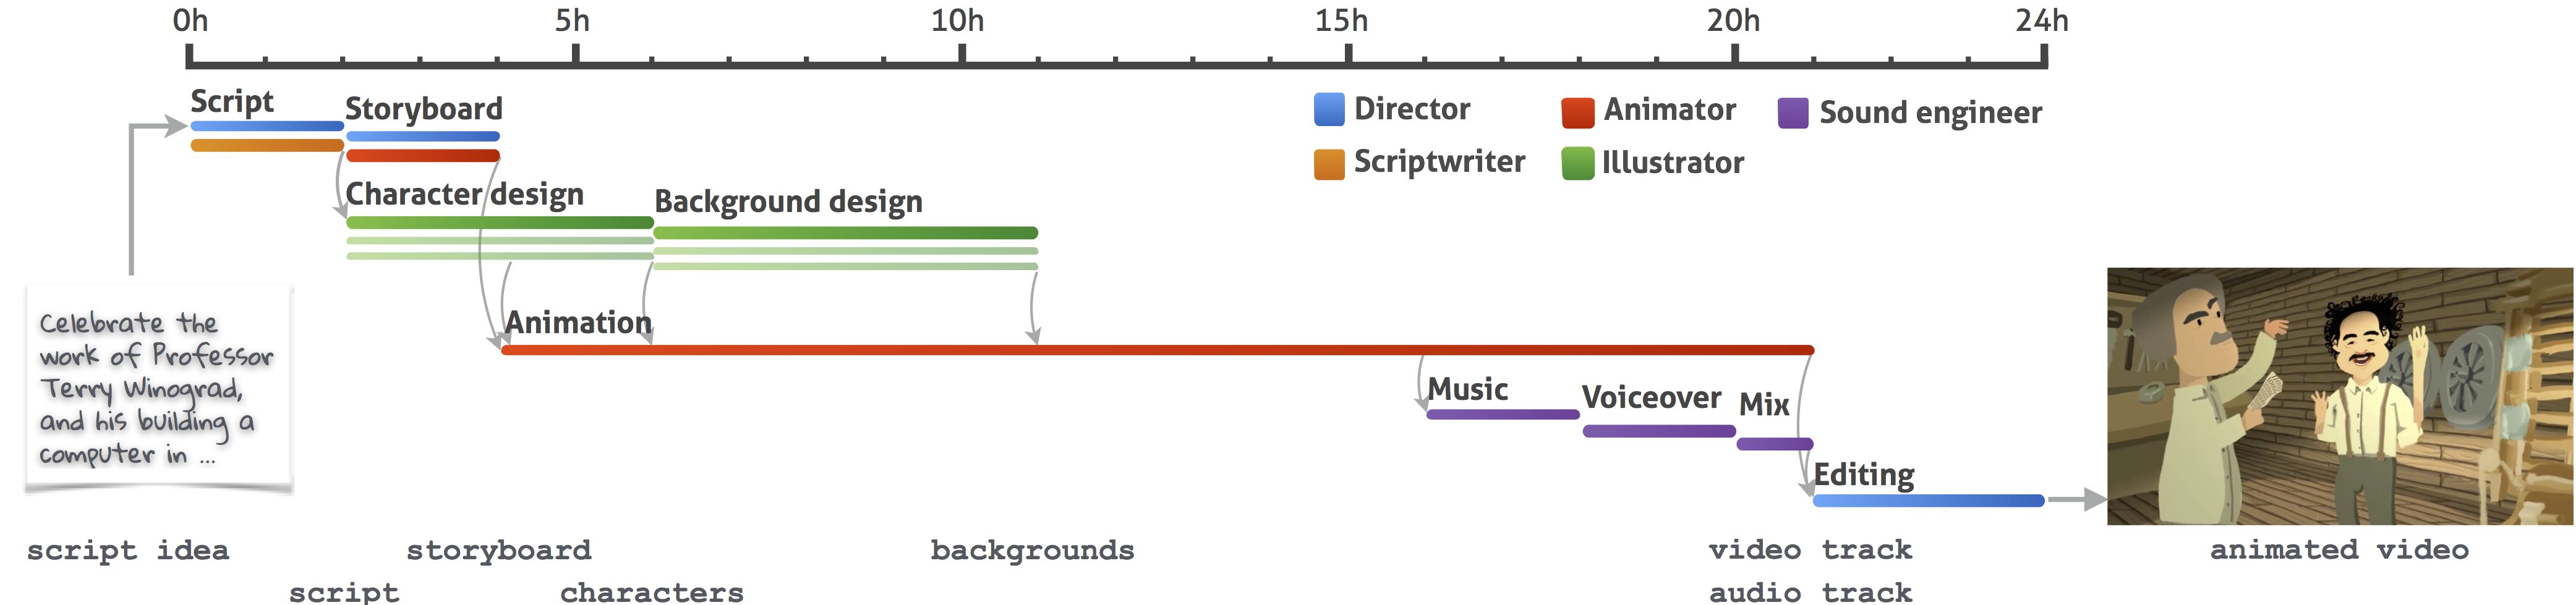 0h 5h 10h 15h 20h 24h
Script
Storyboard
Director
Animator
Sound engineer
Scriptwriter
Illustrator
Character design
Background design
Celebrate the
work of Professor
Terry Winograd,
and his building a
computer in ...
Animation
Music
Voiceover
Mix
Editing
script idea
storyboard
backgrounds
video track
animated video
script
characters
audio track